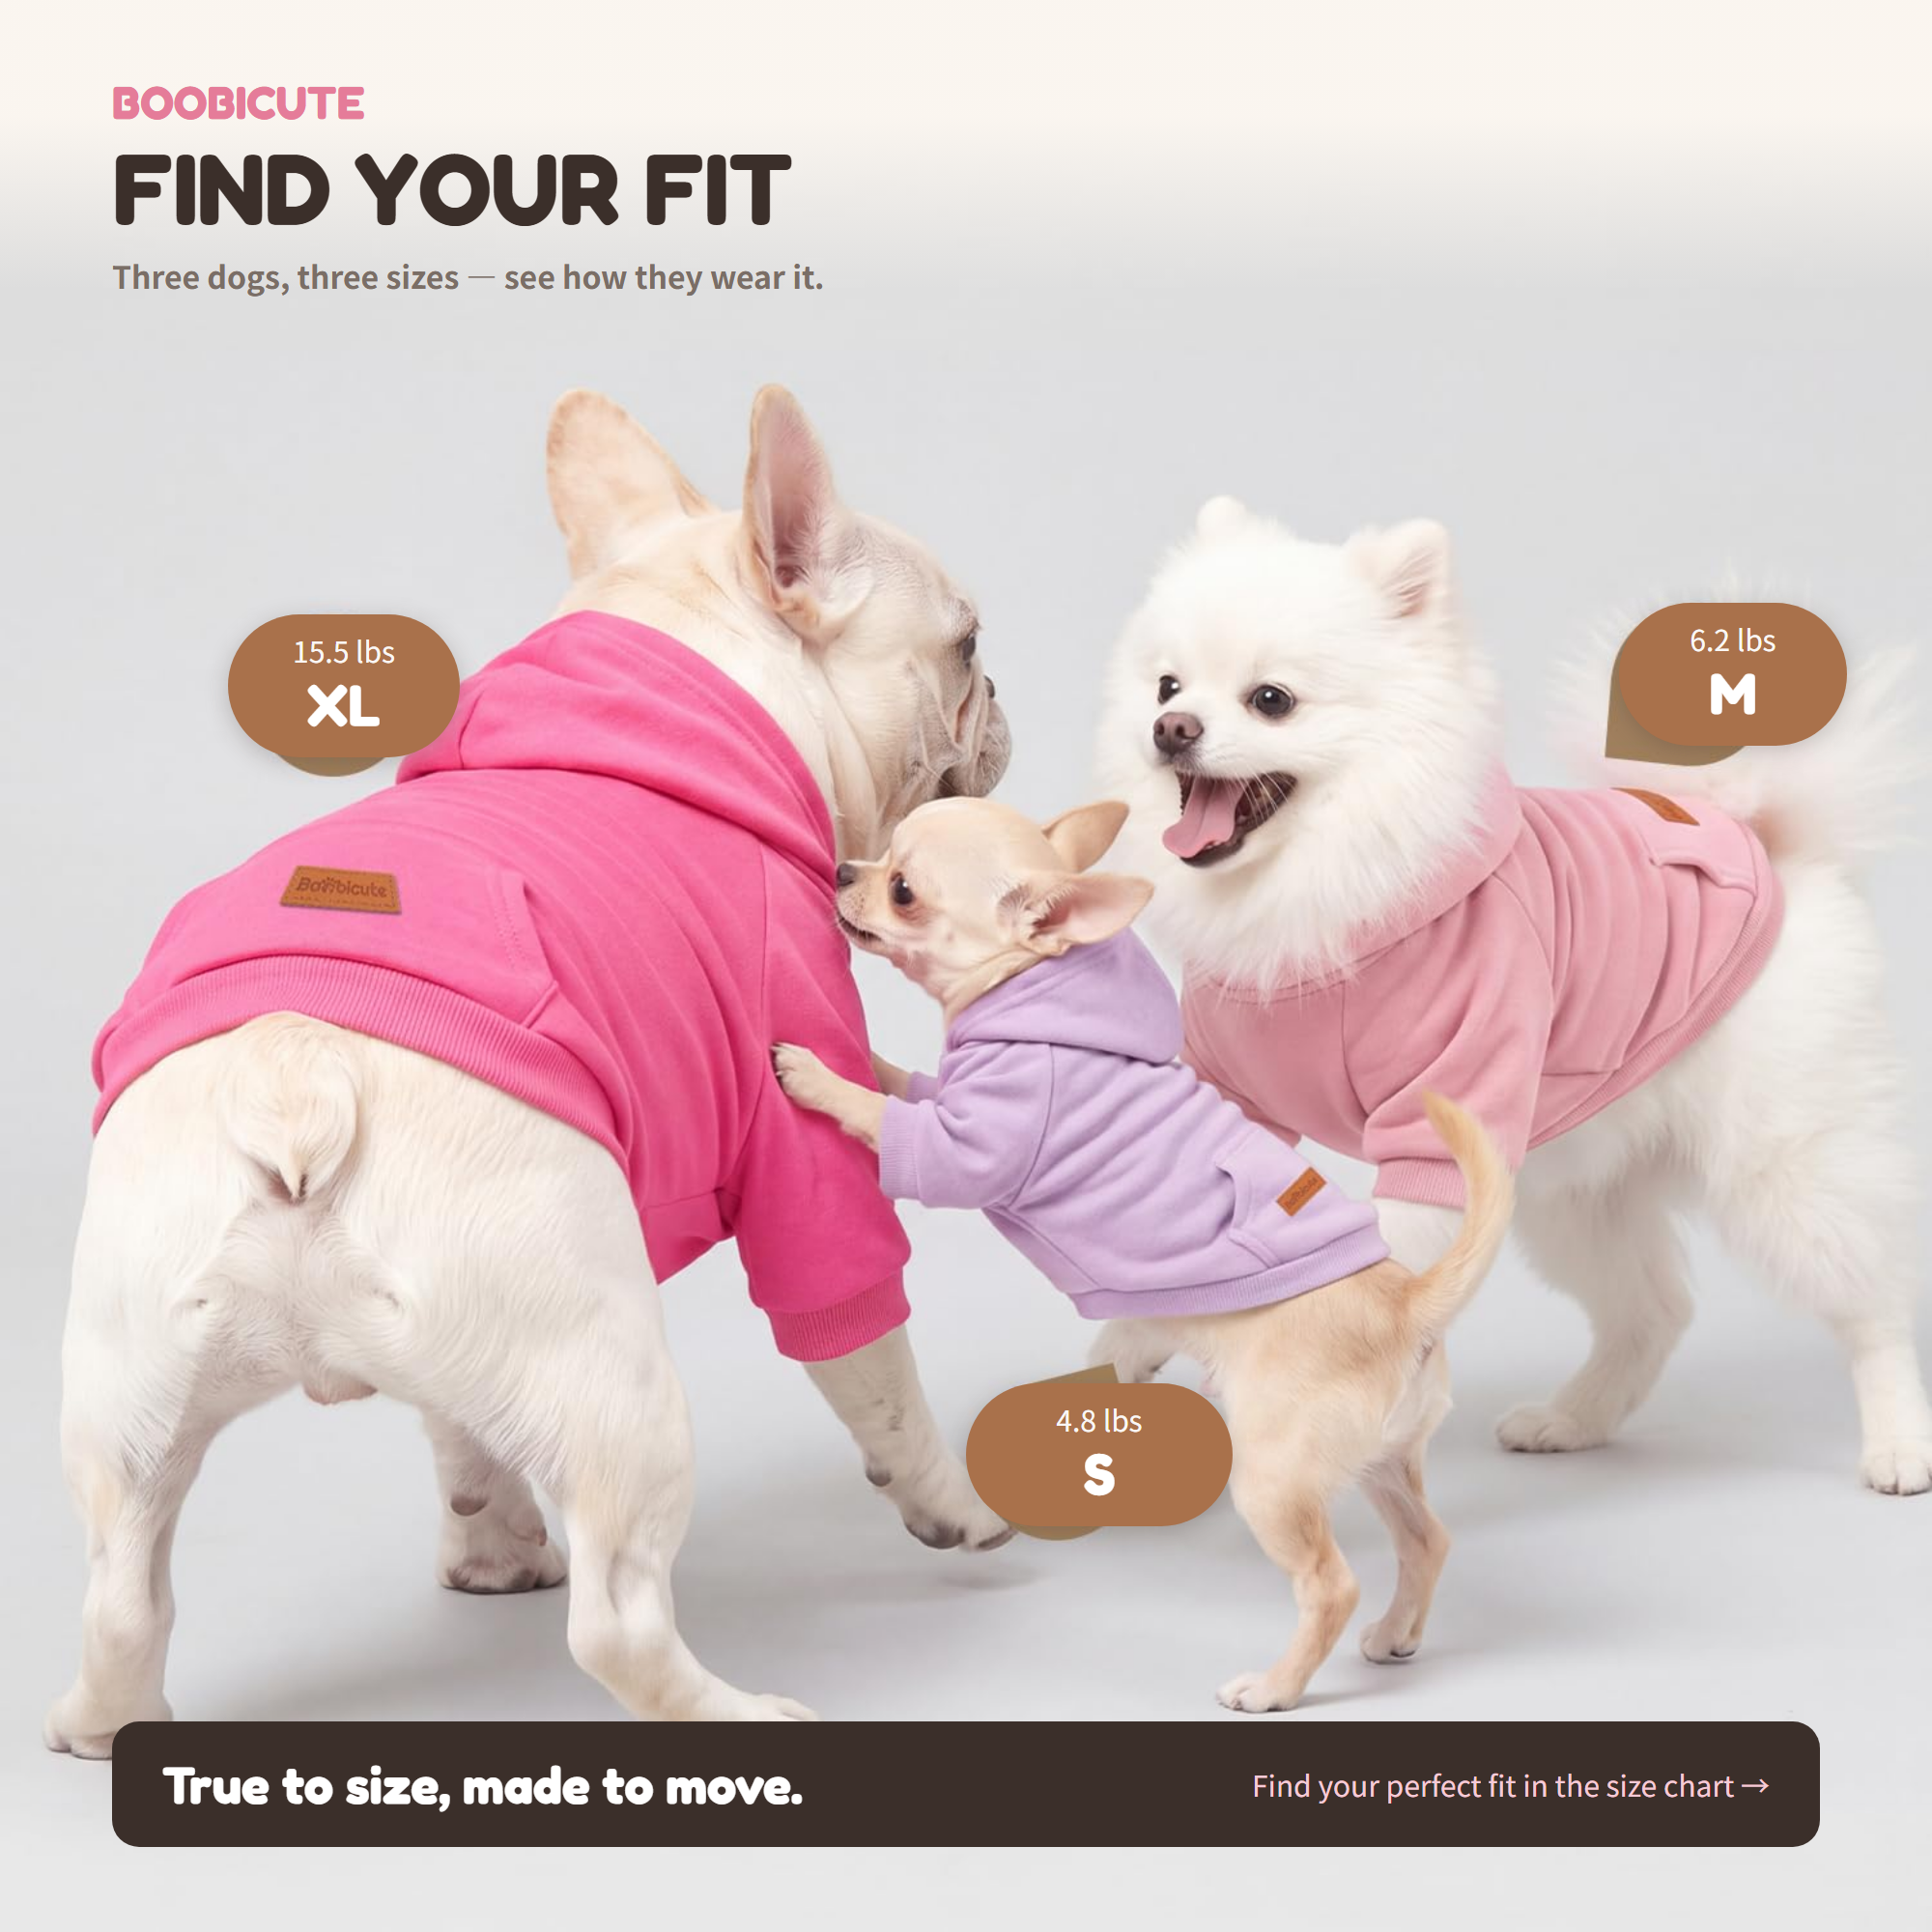 BOOBICUTE
FIND YOUR FIT
Three dogs, three sizes — see how they wear it.
15.5 lbs
XL
6.2 lbs
M
Boobicute
4.8 lbs
S
True to size, made to move.
Find your perfect fit in the size chart →